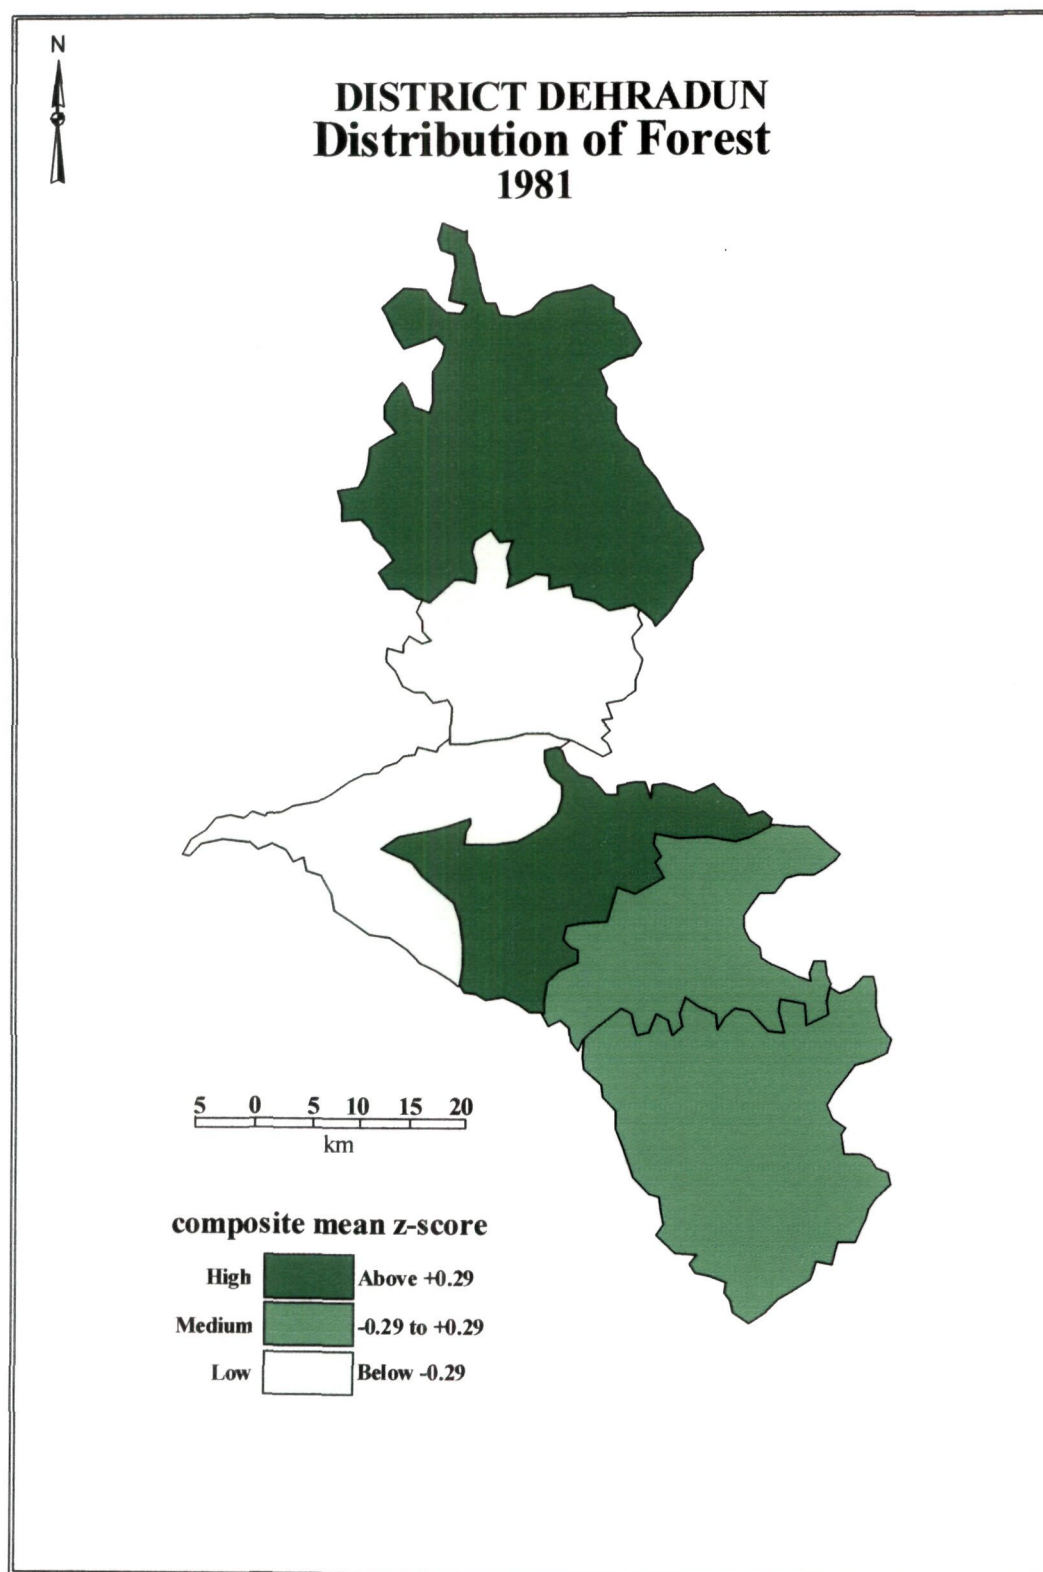 N
DISTRICT DEHRADUN
Distribution of Forest
1981
5 0 5 10 15 20
km
composite mean z-score
High Above +0.29
Medium -0.29 to +0.29
Low Below -0.29